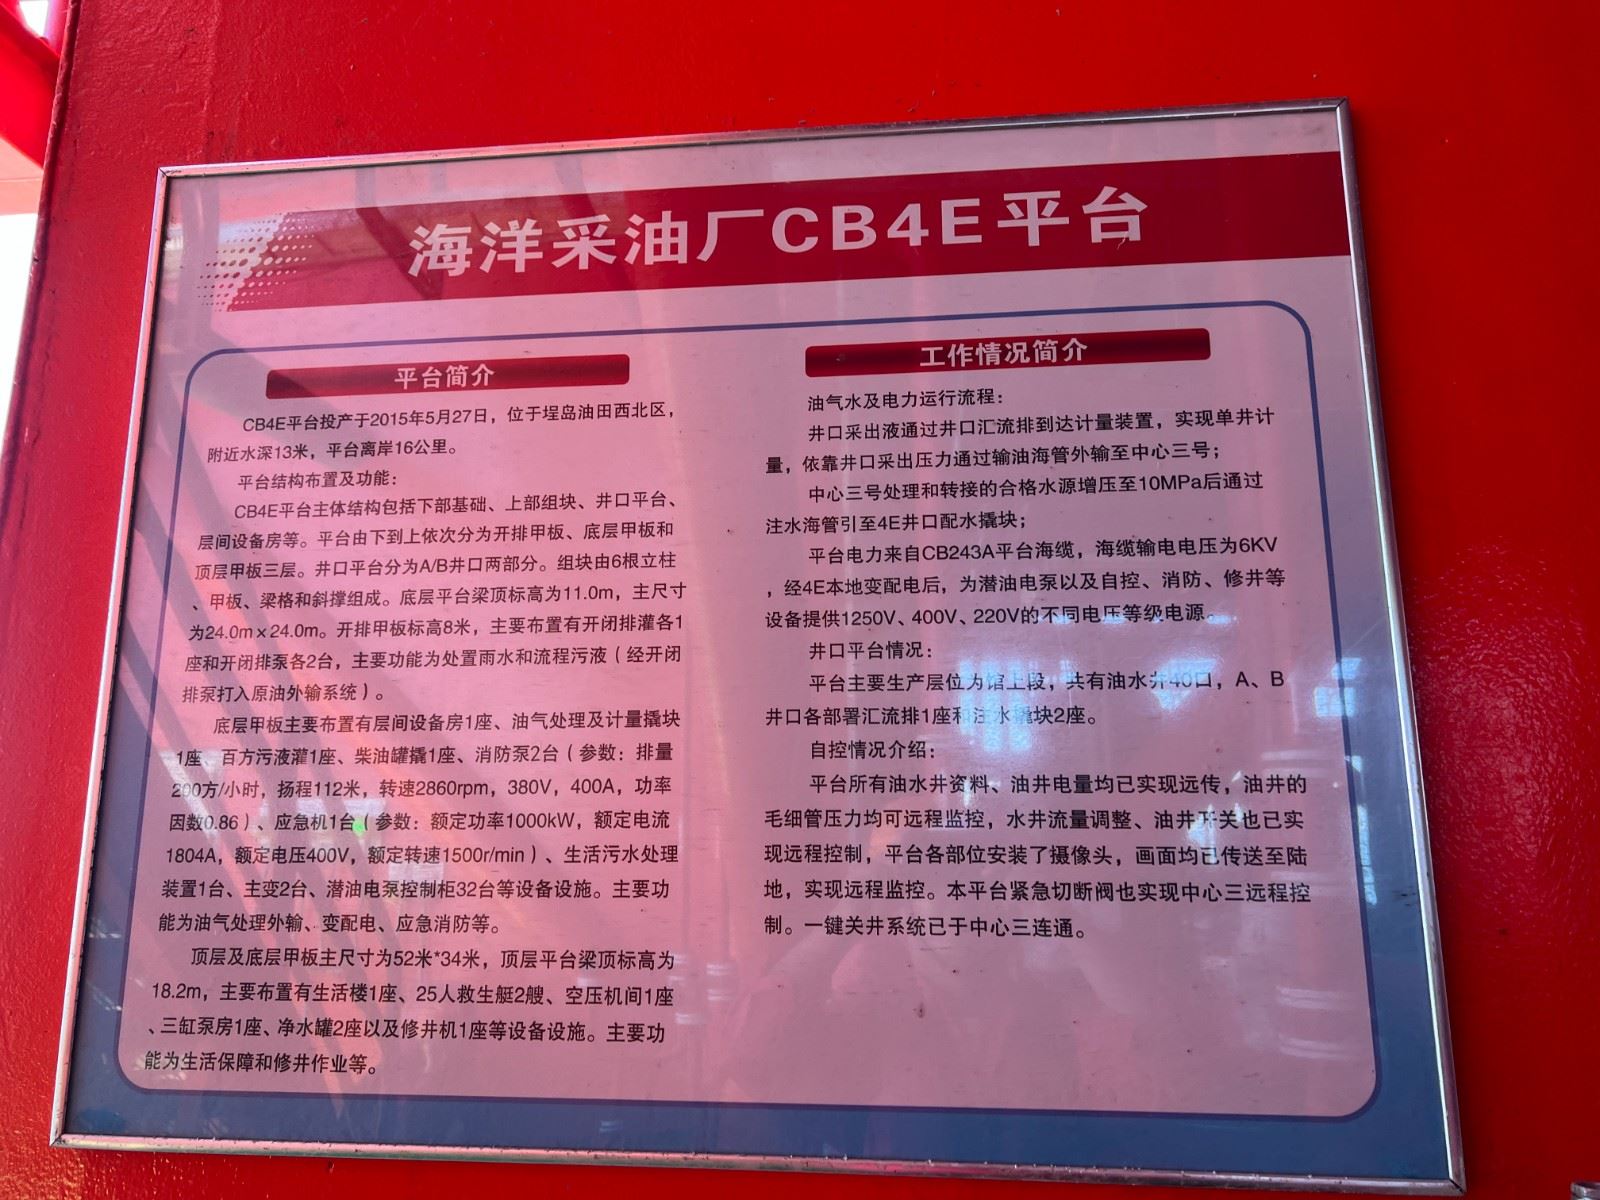 海洋采油厂CB4E平台
平台简介
CB4E平台投产于2015年5月27日，位于埕岛油田西北区，
附近水深13米，平台离岸16公里。
平台结构布置及功能：
CB4E平台主体结构包括下部基础、上部组块、井口平台、
层间设备房等。平台由下到上依次分为开排甲板、底层甲板和
顶层甲板三层。井口平台分为A/B井口两部分。组块由6根立柱
、甲板、梁格和斜撑组成。底层平台梁顶标高为11.0m，主尺寸
为24.0m×24.0m。开排甲板标高8米，主要布置有开闭排灌各1
座和开闭排泵各2台，主要功能为处置雨水和流程污液（经开闭
排泵打入原油外输系统）。
底层甲板主要布置有层间设备房1座、油气处理及计量撬块
1座、百方污液灌1座、柴油罐撬1座、消防泵2台（参数：排量
200方/小时，扬程112米，转速2860rpm，380V，400A，功率
因数0.86）、应急机1台（参数：额定功率1000kW，额定电流
1804A，额定电压400V，额定转速1500r/min）、生活污水处理
装置1台、主变2台、潜油电泵控制柜32台等设备设施。主要功
能为油气处理外输、变配电、应急消防等。
顶层及底层甲板主尺寸为52米*34米，顶层平台梁顶标高为
18.2m，主要布置有生活楼1座、25人救生艇2艘、空压机间1座
、三缸泵房1座、净水罐2座以及修井机1座等设备设施。主要功
能为生活保障和修井作业等。
工作情况简介
油气水及电力运行流程：
井口采出液通过井口汇流排到达计量装置，实现单井计
量，依靠井口采出压力通过输油海管外输至中心三号；
中心三号处理和转接的合格水源增压至10MPa后通过
注水海管引至4E井口配水撬块；
平台电力来自CB243A平台海缆，海缆输电电压为6KV
，经4E本地变配电后，为潜油电泵以及自控、消防、修井等
设备提供1250V、400V、220V的不同电压等级电源。
井口平台情况：
平台主要生产层位为馆上段，共有油水井40口，A、B
井口各部署汇流排1座和注水撬块2座。
自控情况介绍：
平台所有油水井资料、油井电量均已实现远传，油井的
毛细管压力均可远程监控，水井流量调整、油井开关也已实
现远程控制，平台各部位安装了摄像头，画面均已传送至陆
地，实现远程监控。本平台紧急切断阀也实现中心三远程控
制。一键关井系统已于中心三连通。